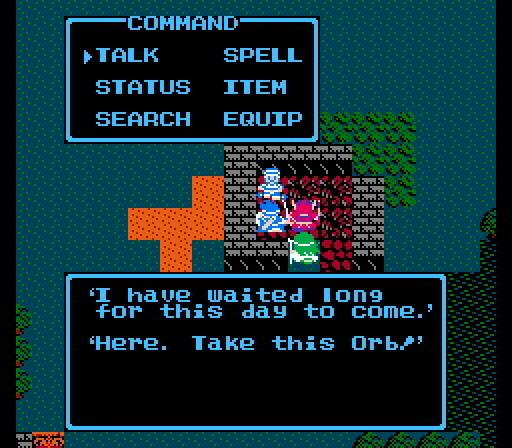 COMMAND
TALK SPELL
STATUS ITEM
SEARCH EQUIP
‘I have waited long
for this day to come.’
‘Here. Take this Orb!’